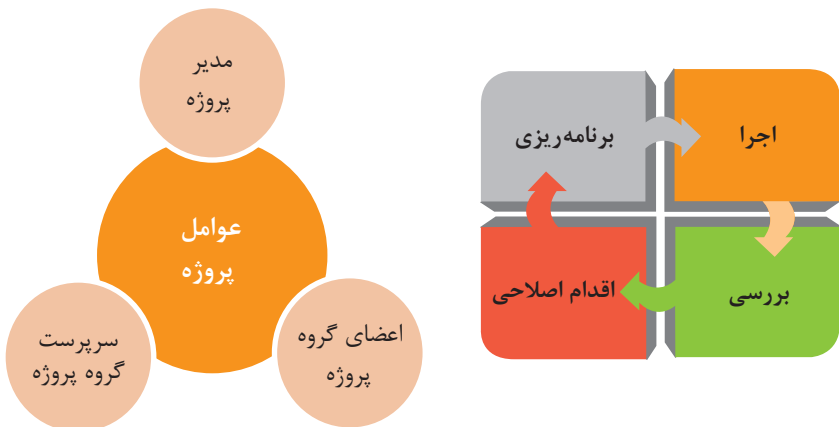 مدیر
پروژه
عوامل
پروژه
سرپرست
گروه پروژه
اعضای گروه
پروژه
برنامه‌ریزی
اجرا
بررسی
اقدام اصلاحی